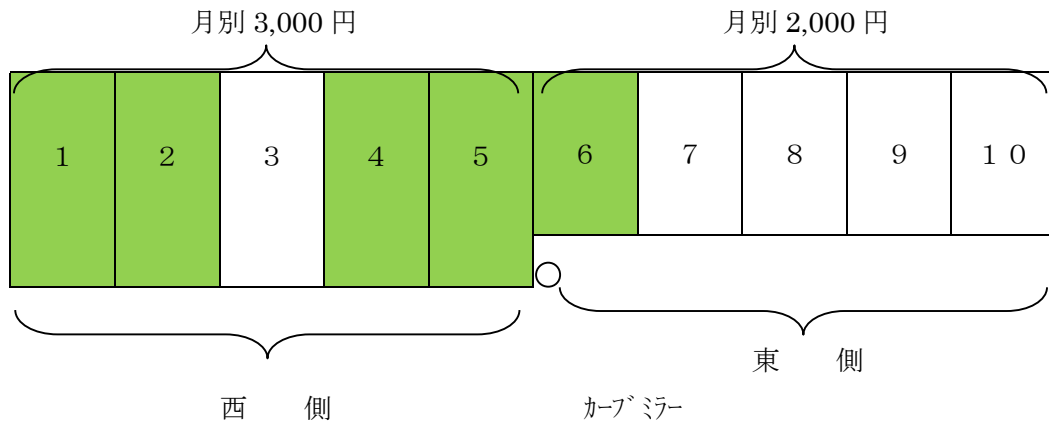 月別 3,000 円 月別 2,000 円
1 2 3 4 5 6 7 8 9 1 0
東 側
西 側 ｶｰﾌﾞﾐﾗｰ